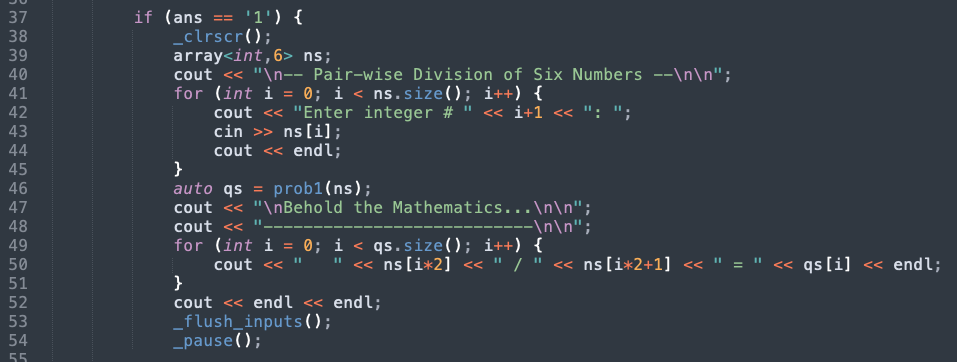 37 if (ans == '1') {
38 _clrscr();
39 array<int,6> ns;
40 cout << "\n-- Pair-wise Division of Six Numbers --\n\n";
41 for (int i = 0; i < ns.size(); i++) {
42 cout << "Enter integer # " << i+1 << ": ";
43 cin >> ns[i];
44 cout << endl;
45 }
46 auto qs = prob1(ns);
47 cout << "\nBehold the Mathematics...\n\n";
48 cout << "---------------------------\n\n";
49 for (int i = 0; i < qs.size(); i++) {
50 cout << "   " << ns[i*2] << " / " << ns[i*2+1] << " = " << qs[i] << endl;
51 }
52 cout << endl << endl;
53 _flush_inputs();
54 _pause();
55